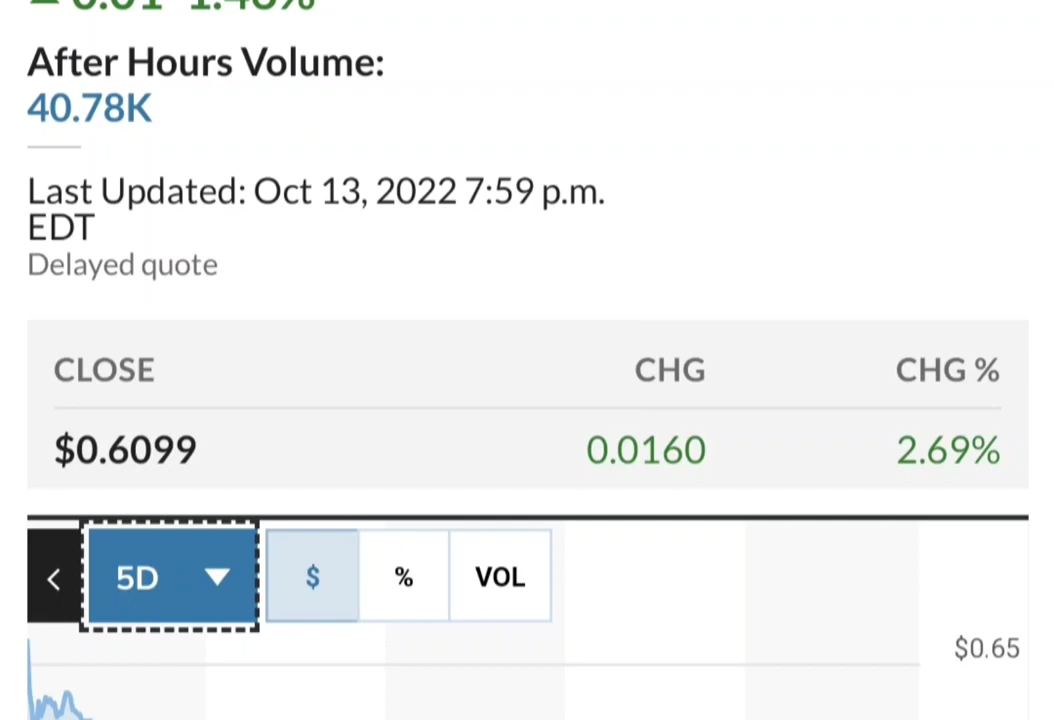 After Hours Volume:
40.78K
Last Updated: Oct 13, 2022 7:59 p.m.
EDT
Delayed quote
CLOSE CHG CHG %
$0.6099 0.0160 2.69%
5D $ % VOL
$0.65